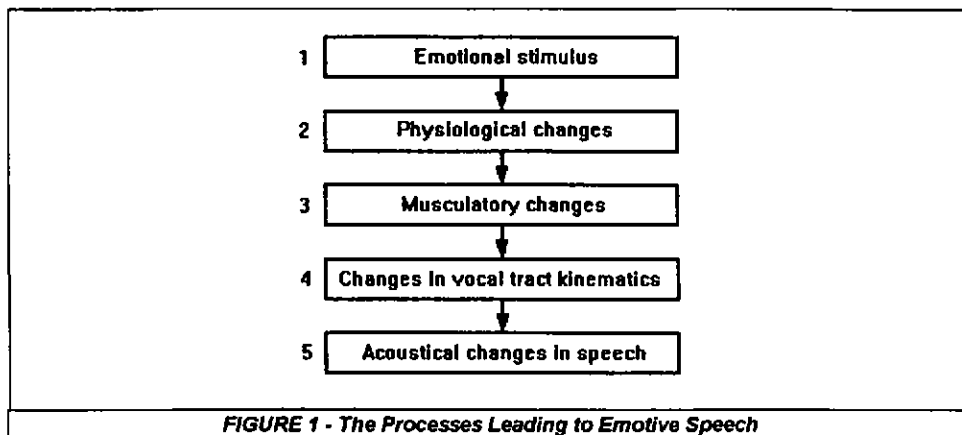 1 Emotional stimulus
2 Physiological changes
3 Musculatory changes
4 Changes in vocal tract kinematics
5 Acoustical changes in speech
FIGURE 1 - The Processes Leading to Emotive Speech